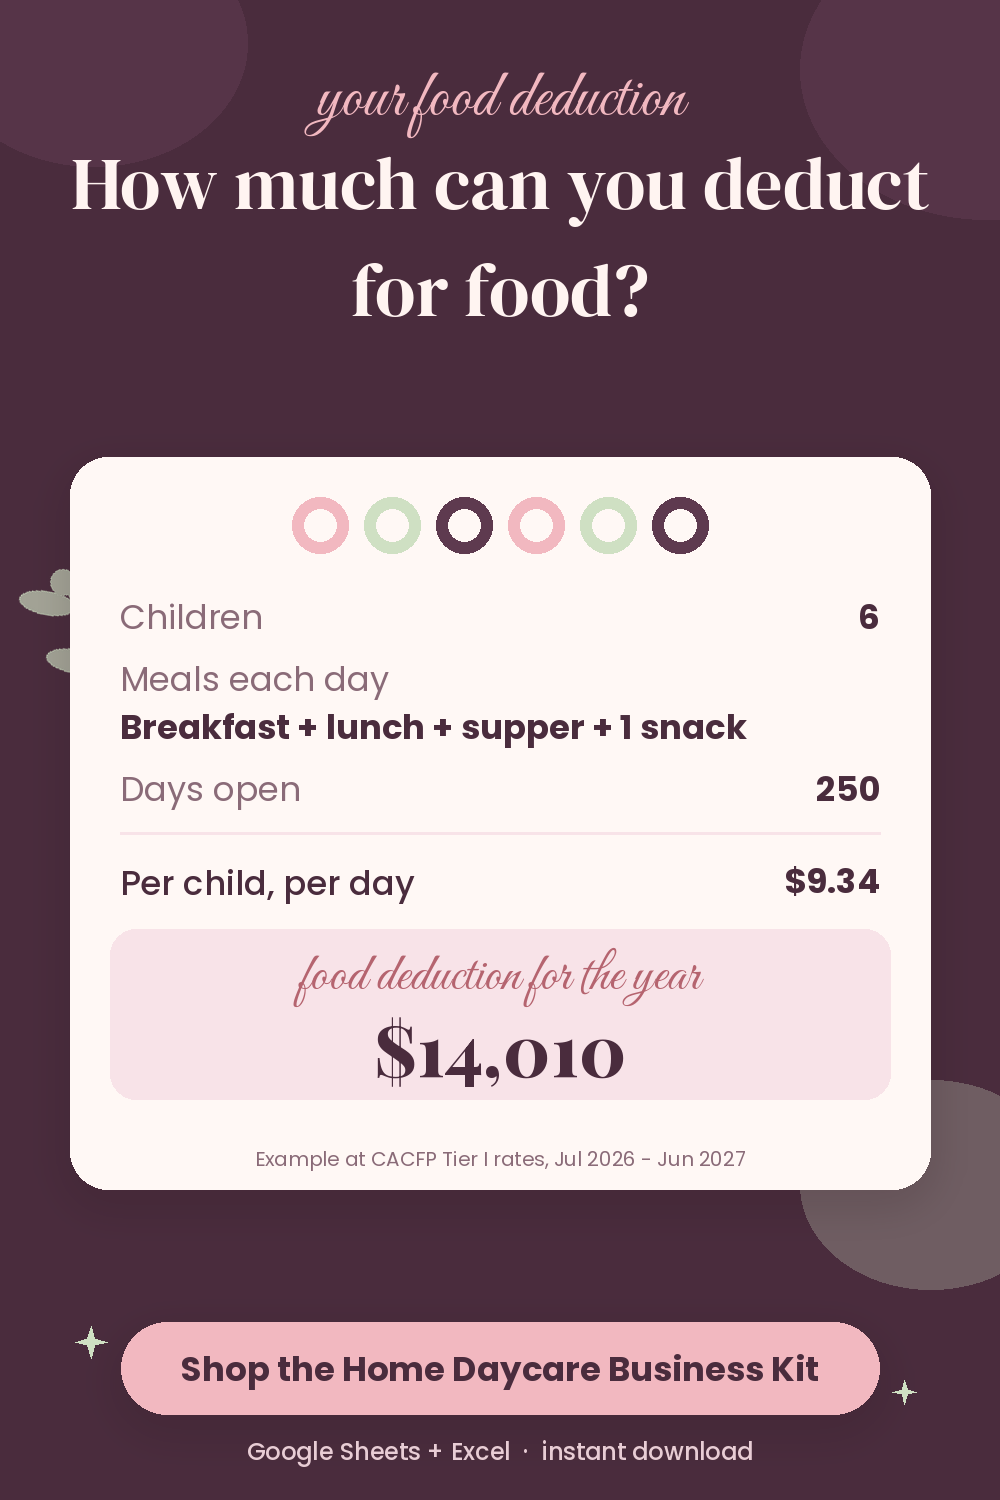 your food deduction
How much can you deduct
for food?
Children 6
Meals each day
Breakfast + lunch + supper + 1 snack
Days open 250
Per child, per day $9.34
food deduction for the year
$14,010
Example at CACFP Tier I rates, Jul 2026 - Jun 2027
Shop the Home Daycare Business Kit
Google Sheets + Excel · instant download